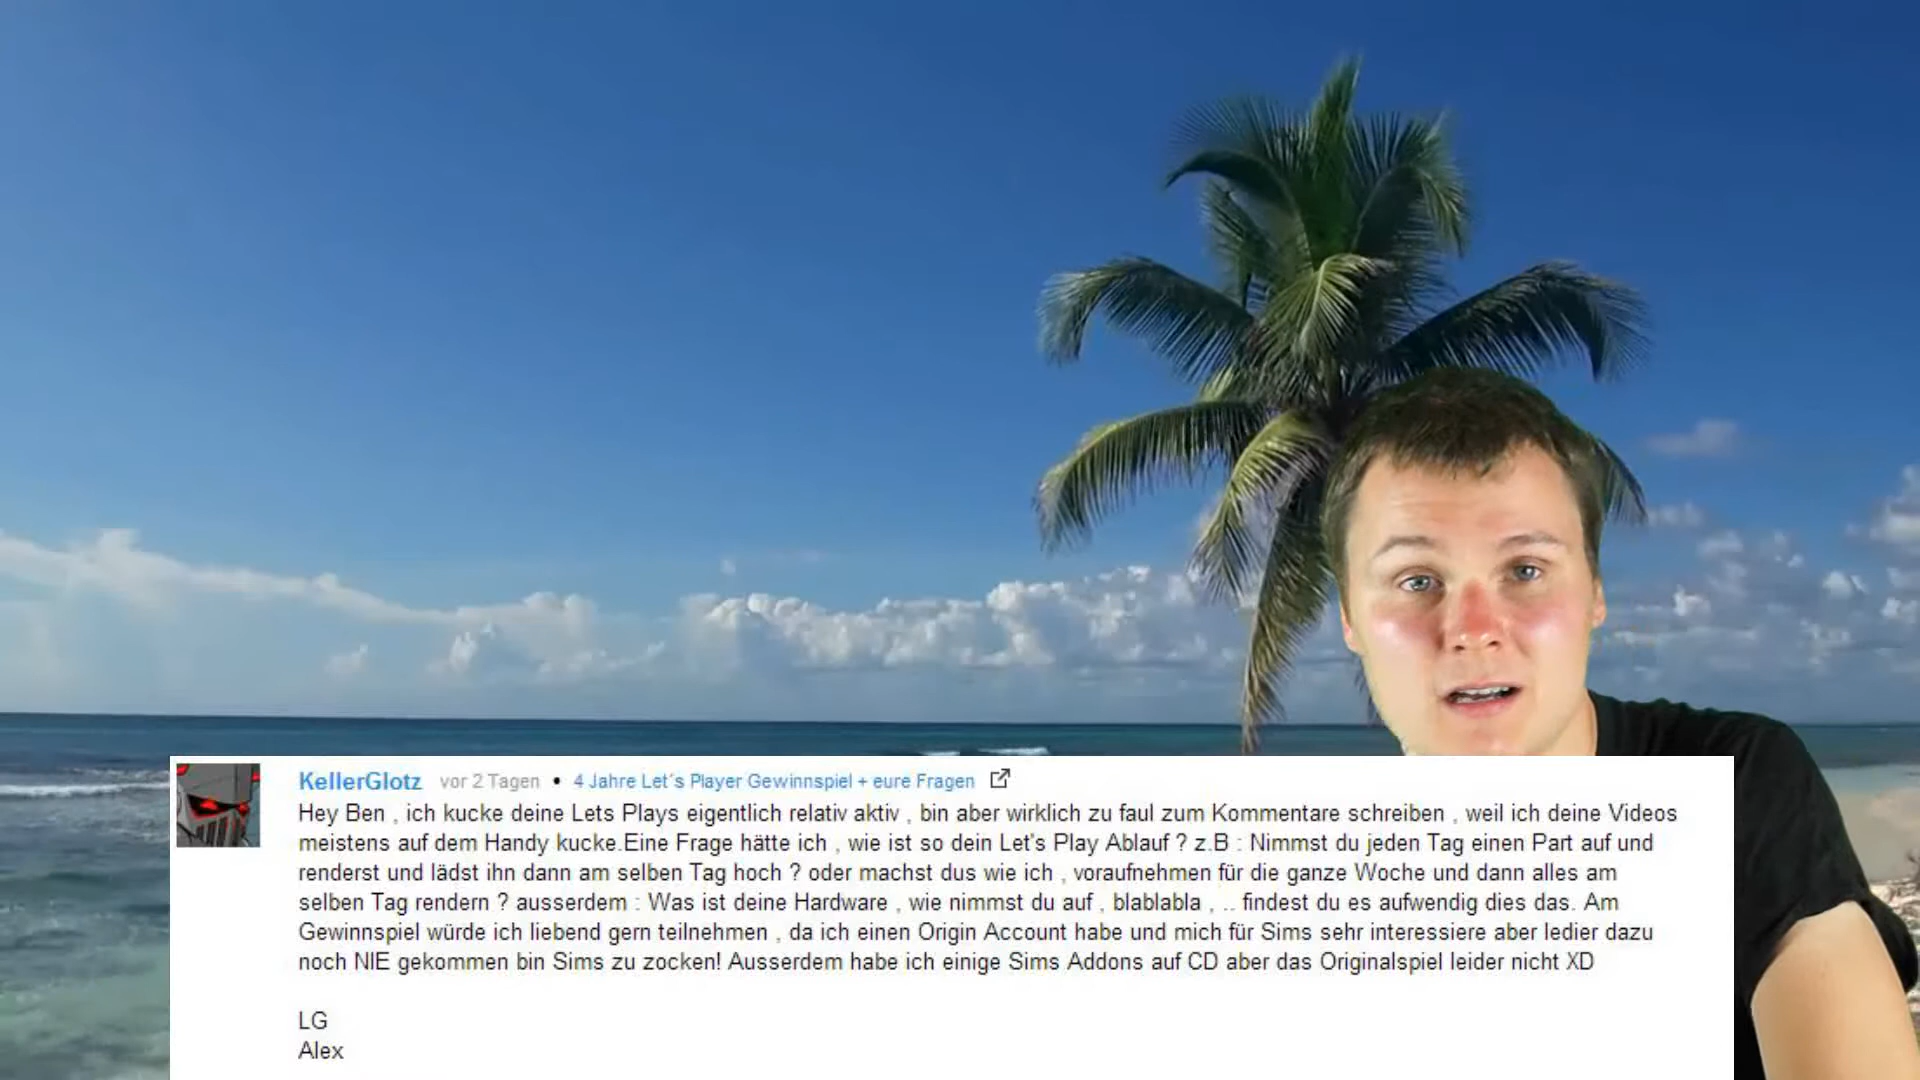 KellerGlotz vor 2 Tagen • 4 Jahre Let´s Player Gewinnspiel + eure Fragen
Hey Ben , ich kucke deine Lets Plays eigentlich relativ aktiv , bin aber wirklich zu faul zum Kommentare schreiben , weil ich deine Videos
meistens auf dem Handy kucke.Eine Frage hätte ich , wie ist so dein Let's Play Ablauf ? z.B : Nimmst du jeden Tag einen Part auf und
renderst und lädst ihn dann am selben Tag hoch ? oder machst dus wie ich , voraufnehmen für die ganze Woche und dann alles am
selben Tag rendern ? ausserdem : Was ist deine Hardware , wie nimmst du auf , blablabla , .. findest du es aufwendig dies das. Am
Gewinnspiel würde ich liebend gern teilnehmen , da ich einen Origin Account habe und mich für Sims sehr interessiere aber ledier dazu
noch NIE gekommen bin Sims zu zocken! Ausserdem habe ich einige Sims Addons auf CD aber das Originalspiel leider nicht XD
LG
Alex